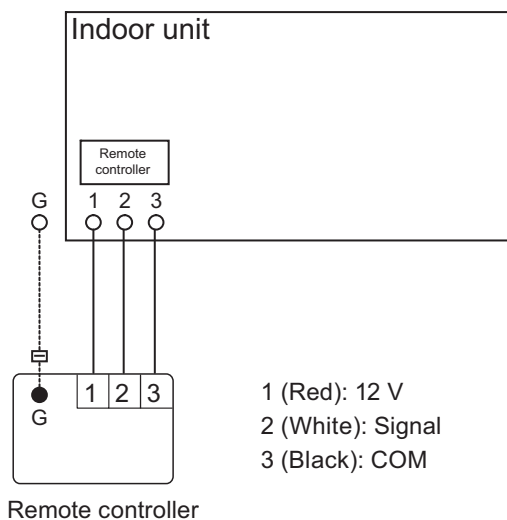 Indoor unit
Remote
controller
G 1 2 3
1 2 3
G
1 (Red): 12 V
2 (White): Signal
3 (Black): COM
Remote controller